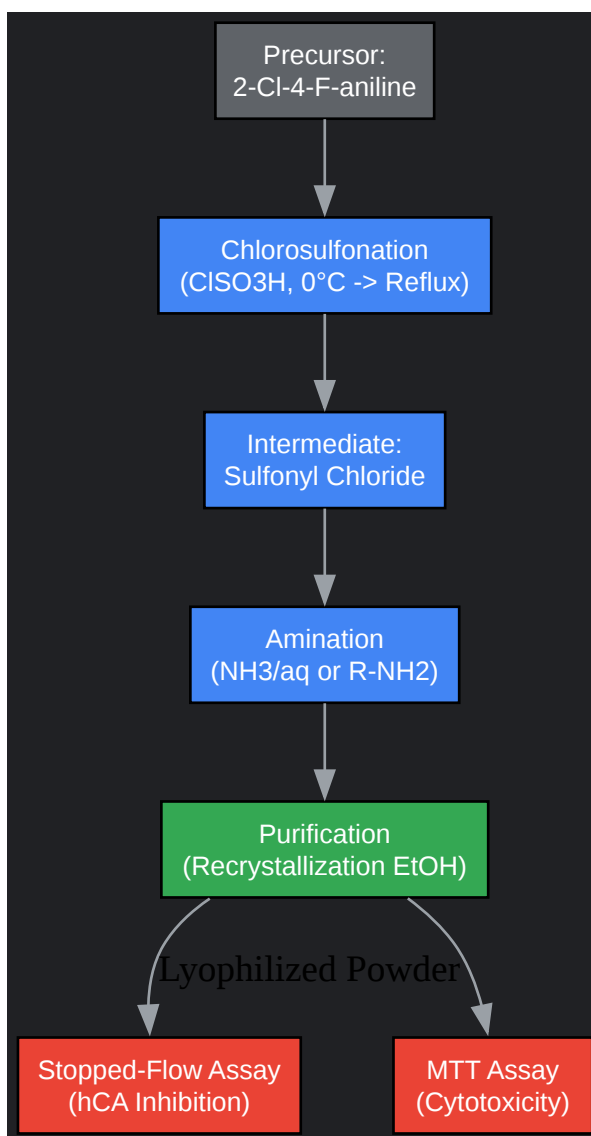 Precursor:
2-Cl-4-F-aniline
Chlorosulfonation
(ClSO3H, 0°C -> Reflux)
Intermediate:
Sulfonyl Chloride
Amination
(NH3/aq or R-NH2)
Purification
(Recrystallization EtOH)
Lyophilized Powder
Stopped-Flow Assay
(hCA Inhibition)
MTT Assay
(Cytotoxicity)